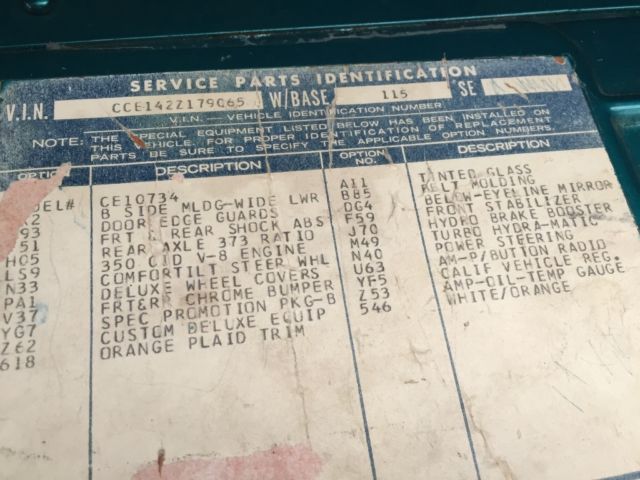 SERVICE PARTS IDENTIFICATION
V.I.N. CCE142Z179065 W/BASE 115 SE
V.I.N. — VEHICLE IDENTIFICATION NUMBER
NOTE: THE SPECIAL EQUIPMENT LISTED BELOW HAS BEEN INSTALLED ON
THIS VEHICLE. FOR PROPER IDENTIFICATION OF REPLACEMENT
PARTS BE SURE TO SPECIFY THE APPLICABLE OPTION NUMBERS.
OPTION DESCRIPTION OPTION NO. DESCRIPTION
DEL# CE10734 A11 TINTED GLASS
2 B SIDE MLDG-WIDE LWR B85 BELT MOLDING
93 DOOR EDGE GUARDS DG4 BELOW-EYELINE MIRROR
51 FRT & REAR SHOCK ABS F59 FRONT STABILIZER
H05 REAR AXLE 373 RATIO J70 HYDRO BRAKE BOOSTER
LS9 350 CID V-8 ENGINE M49 TURBO HYDRA-MATIC
N33 COMFORTILT STEER WHL N40 POWER STEERING
PA1 DELUXE WHEEL COVERS U63 AM-P/BUTTON RADIO
V37 FRT&RR CHROME BUMPER YF5 CALIF VEHICLE REG.
YG7 SPEC PROMOTION PKG-B Z53 AMP-OIL-TEMP GAUGE
Z62 CUSTOM DELUXE EQUIP 546 WHITE/ORANGE
618 ORANGE PLAID TRIM